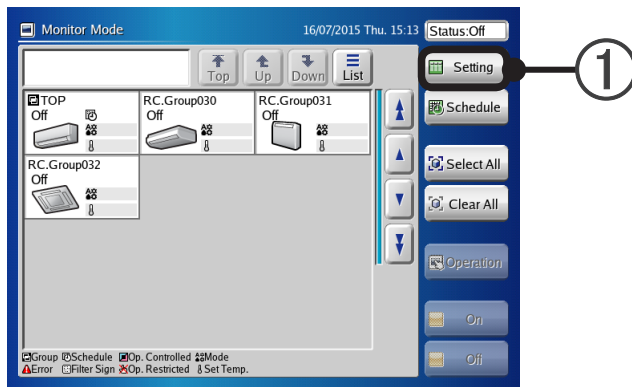 Monitor Mode 16/07/2015 Thu. 15:13 Status:Off
Top Up Down List
Setting
1
TOP
Off
RC.Group030
Off
RC.Group031
Off
Schedule
RC.Group032
Off
Select All
Clear All
Operation
On
Off
Group Schedule Op. Controlled Mode
Error Filter Sign Op. Restricted Set Temp.